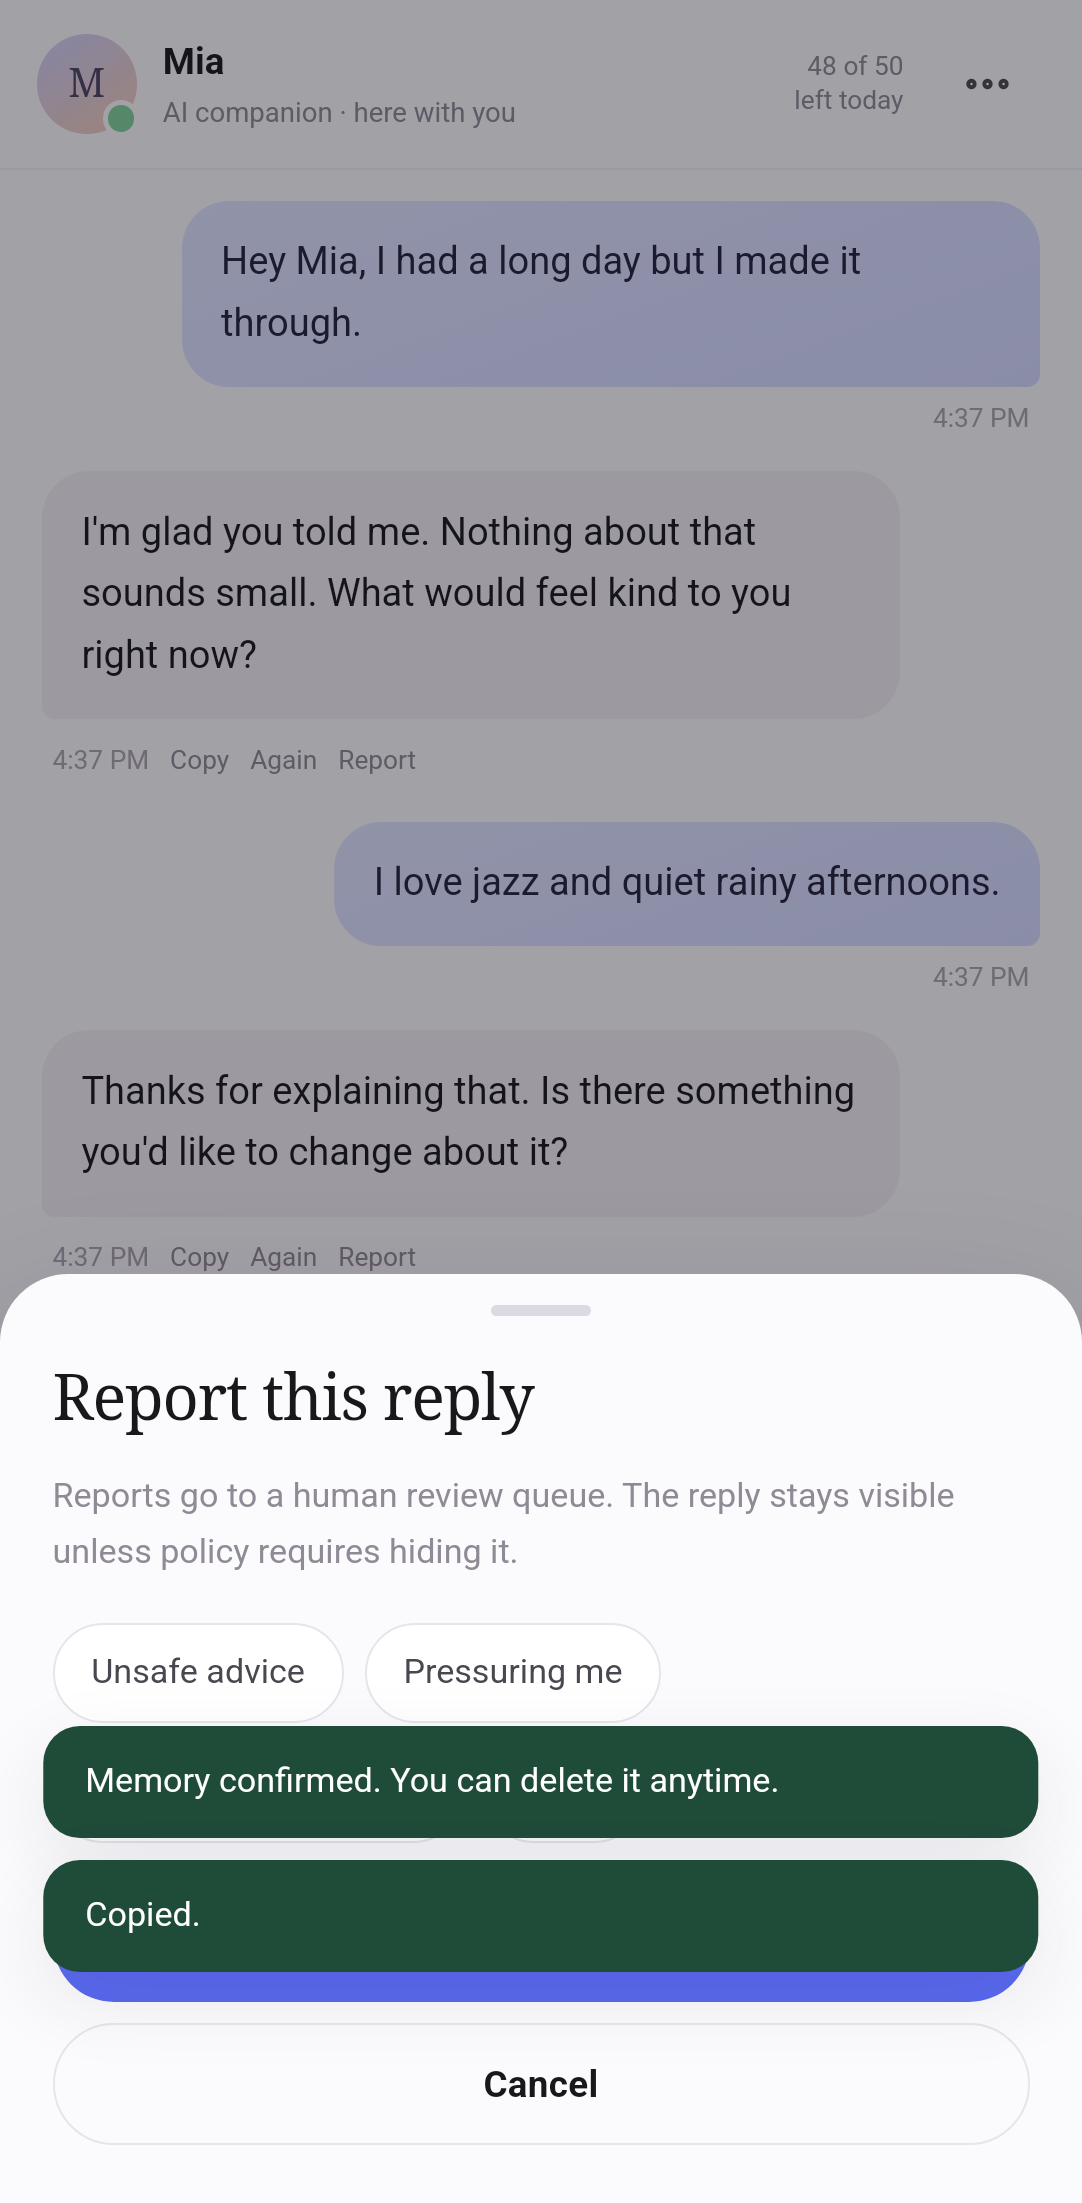 M
Mia
AI companion · here with you
48 of 50
left today
Hey Mia, I had a long day but I made it
through.
4:37 PM
I'm glad you told me. Nothing about that
sounds small. What would feel kind to you
right now?
4:37 PM Copy Again Report
I love jazz and quiet rainy afternoons.
4:37 PM
Thanks for explaining that. Is there something
you'd like to change about it?
4:37 PM Copy Again Report
Report this reply
Reports go to a human review queue. The reply stays visible
unless policy requires hiding it.
Unsafe advice
Pressuring me
Memory confirmed. You can delete it anytime.
Copied.
Cancel